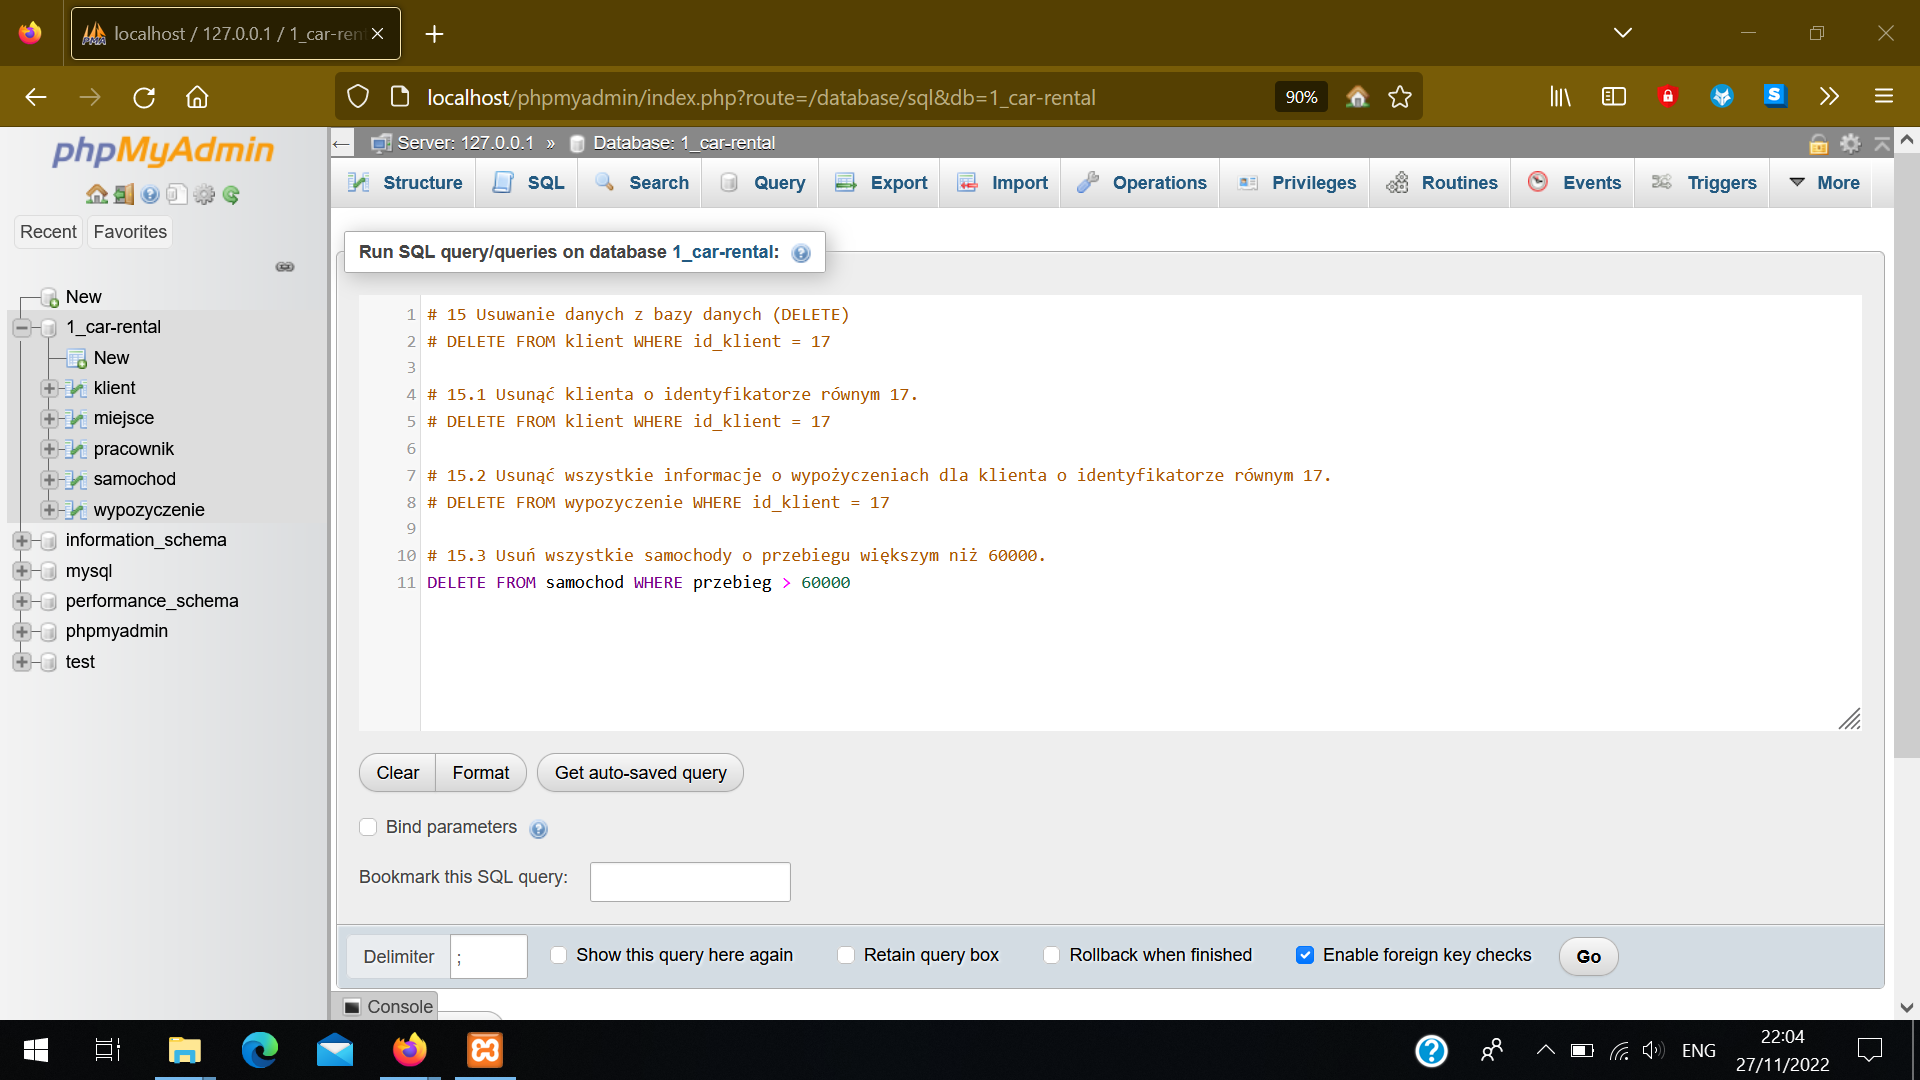 localhost / 127.0.0.1 / 1_car-ren
localhost/phpmyadmin/index.php?route=/database/sql&db=1_car-rental
90%
phpMyAdmin
Recent
Favorites
New
1_car-rental
New
klient
miejsce
pracownik
samochod
wypozyczenie
information_schema
mysql
performance_schema
phpmyadmin
test
Server: 127.0.0.1 » Database: 1_car-rental
Structure SQL Search Query Export Import Operations Privileges Routines Events Triggers More
Run SQL query/queries on database 1_car-rental:
1 # 15 Usuwanie danych z bazy danych (DELETE)
2 # DELETE FROM klient WHERE id_klient = 17
3
4 # 15.1 Usunąć klienta o identyfikatorze równym 17.
5 # DELETE FROM klient WHERE id_klient = 17
6
7 # 15.2 Usunąć wszystkie informacje o wypożyczeniach dla klienta o identyfikatorze równym 17.
8 # DELETE FROM wypozyczenie WHERE id_klient = 17
9
10 # 15.3 Usuń wszystkie samochody o przebiegu większym niż 60000.
11 DELETE FROM samochod WHERE przebieg > 60000
Clear Format Get auto-saved query
Bind parameters
Bookmark this SQL query:
Delimiter ; Show this query here again Retain query box Rollback when finished Enable foreign key checks Go
Console
ENG
22:04
27/11/2022